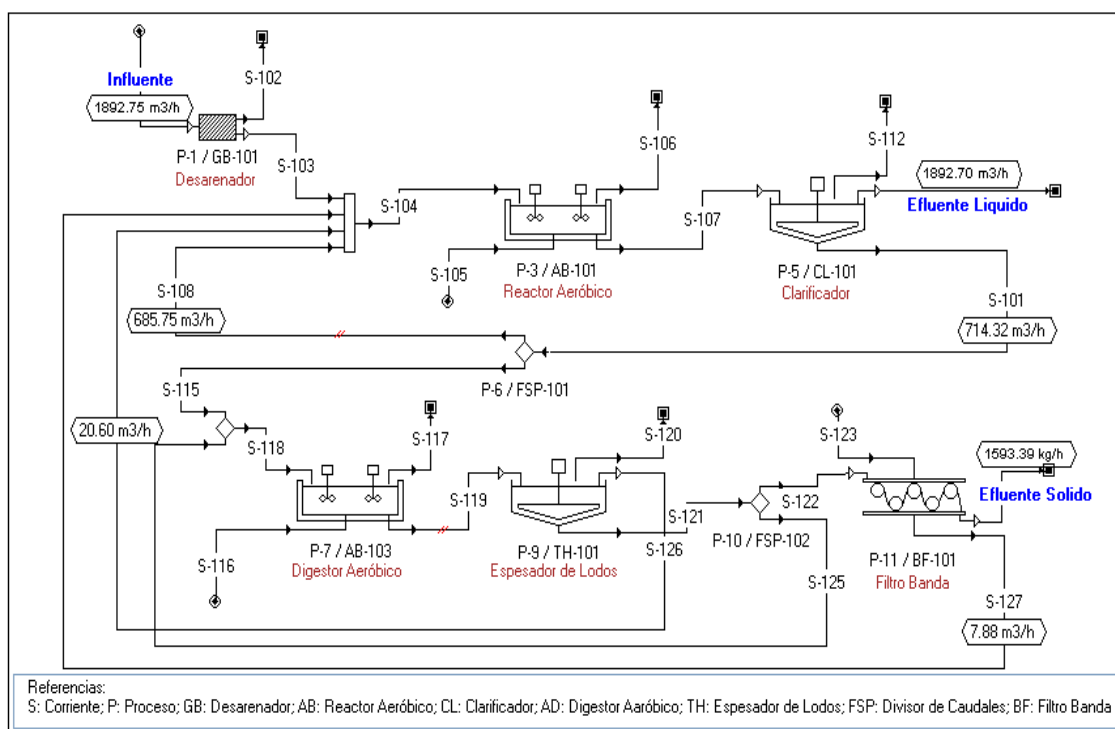 Influente
1892.75 m3/h
S-102
P-1 / GB-101
Desarenador
S-103
S-104
S-105
S-106
P-3 / AB-101
Reactor Aeróbico
S-107
S-112
1892.70 m3/h
Efluente Liquido
P-5 / CL-101
Clarificador
S-101
714.32 m3/h
S-108
685.75 m3/h
P-6 / FSP-101
S-115
20.60 m3/h
S-118
S-117
S-116
P-7 / AB-103
Digestor Aeróbico
S-119
S-120
P-9 / TH-101
Espesador de Lodos
S-121
S-126
P-10 / FSP-102
S-122
S-125
S-123
1593.39 kg/h
Efluente Solido
P-11 / BF-101
Filtro Banda
S-127
7.88 m3/h
Referencias:
S: Corriente; P: Proceso; GB: Desarenador; AB: Reactor Aeróbico; CL: Clarificador; AD: Digestor Aaróbico; TH: Espesador de Lodos; FSP: Divisor de Caudales; BF: Filtro Banda